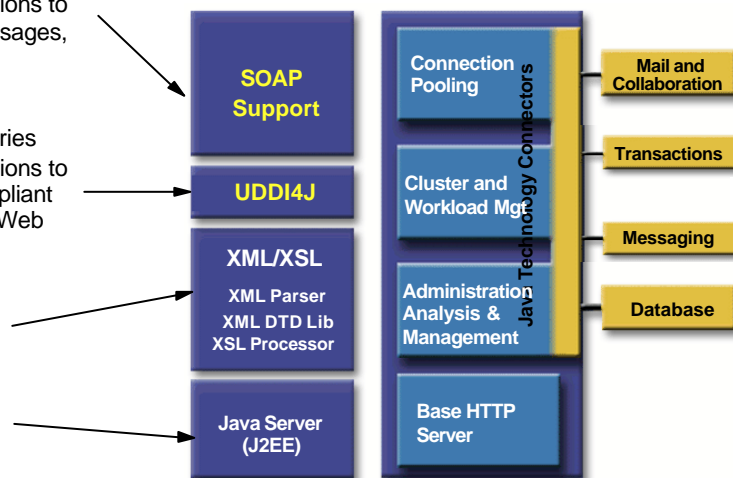 ions to
sages,
ries
ions to
pliant
Web
SOAP
Support
UDDI4J
XML/XSL
XML Parser
XML DTD Lib
XSL Processor
Java Server
(J2EE)
Connection
Pooling
Cluster and
Workload Mgt
Administration
Analysis &
Management
Base HTTP
Server
Java Technology Connectors
Mail and
Collaboration
Transactions
Messaging
Database